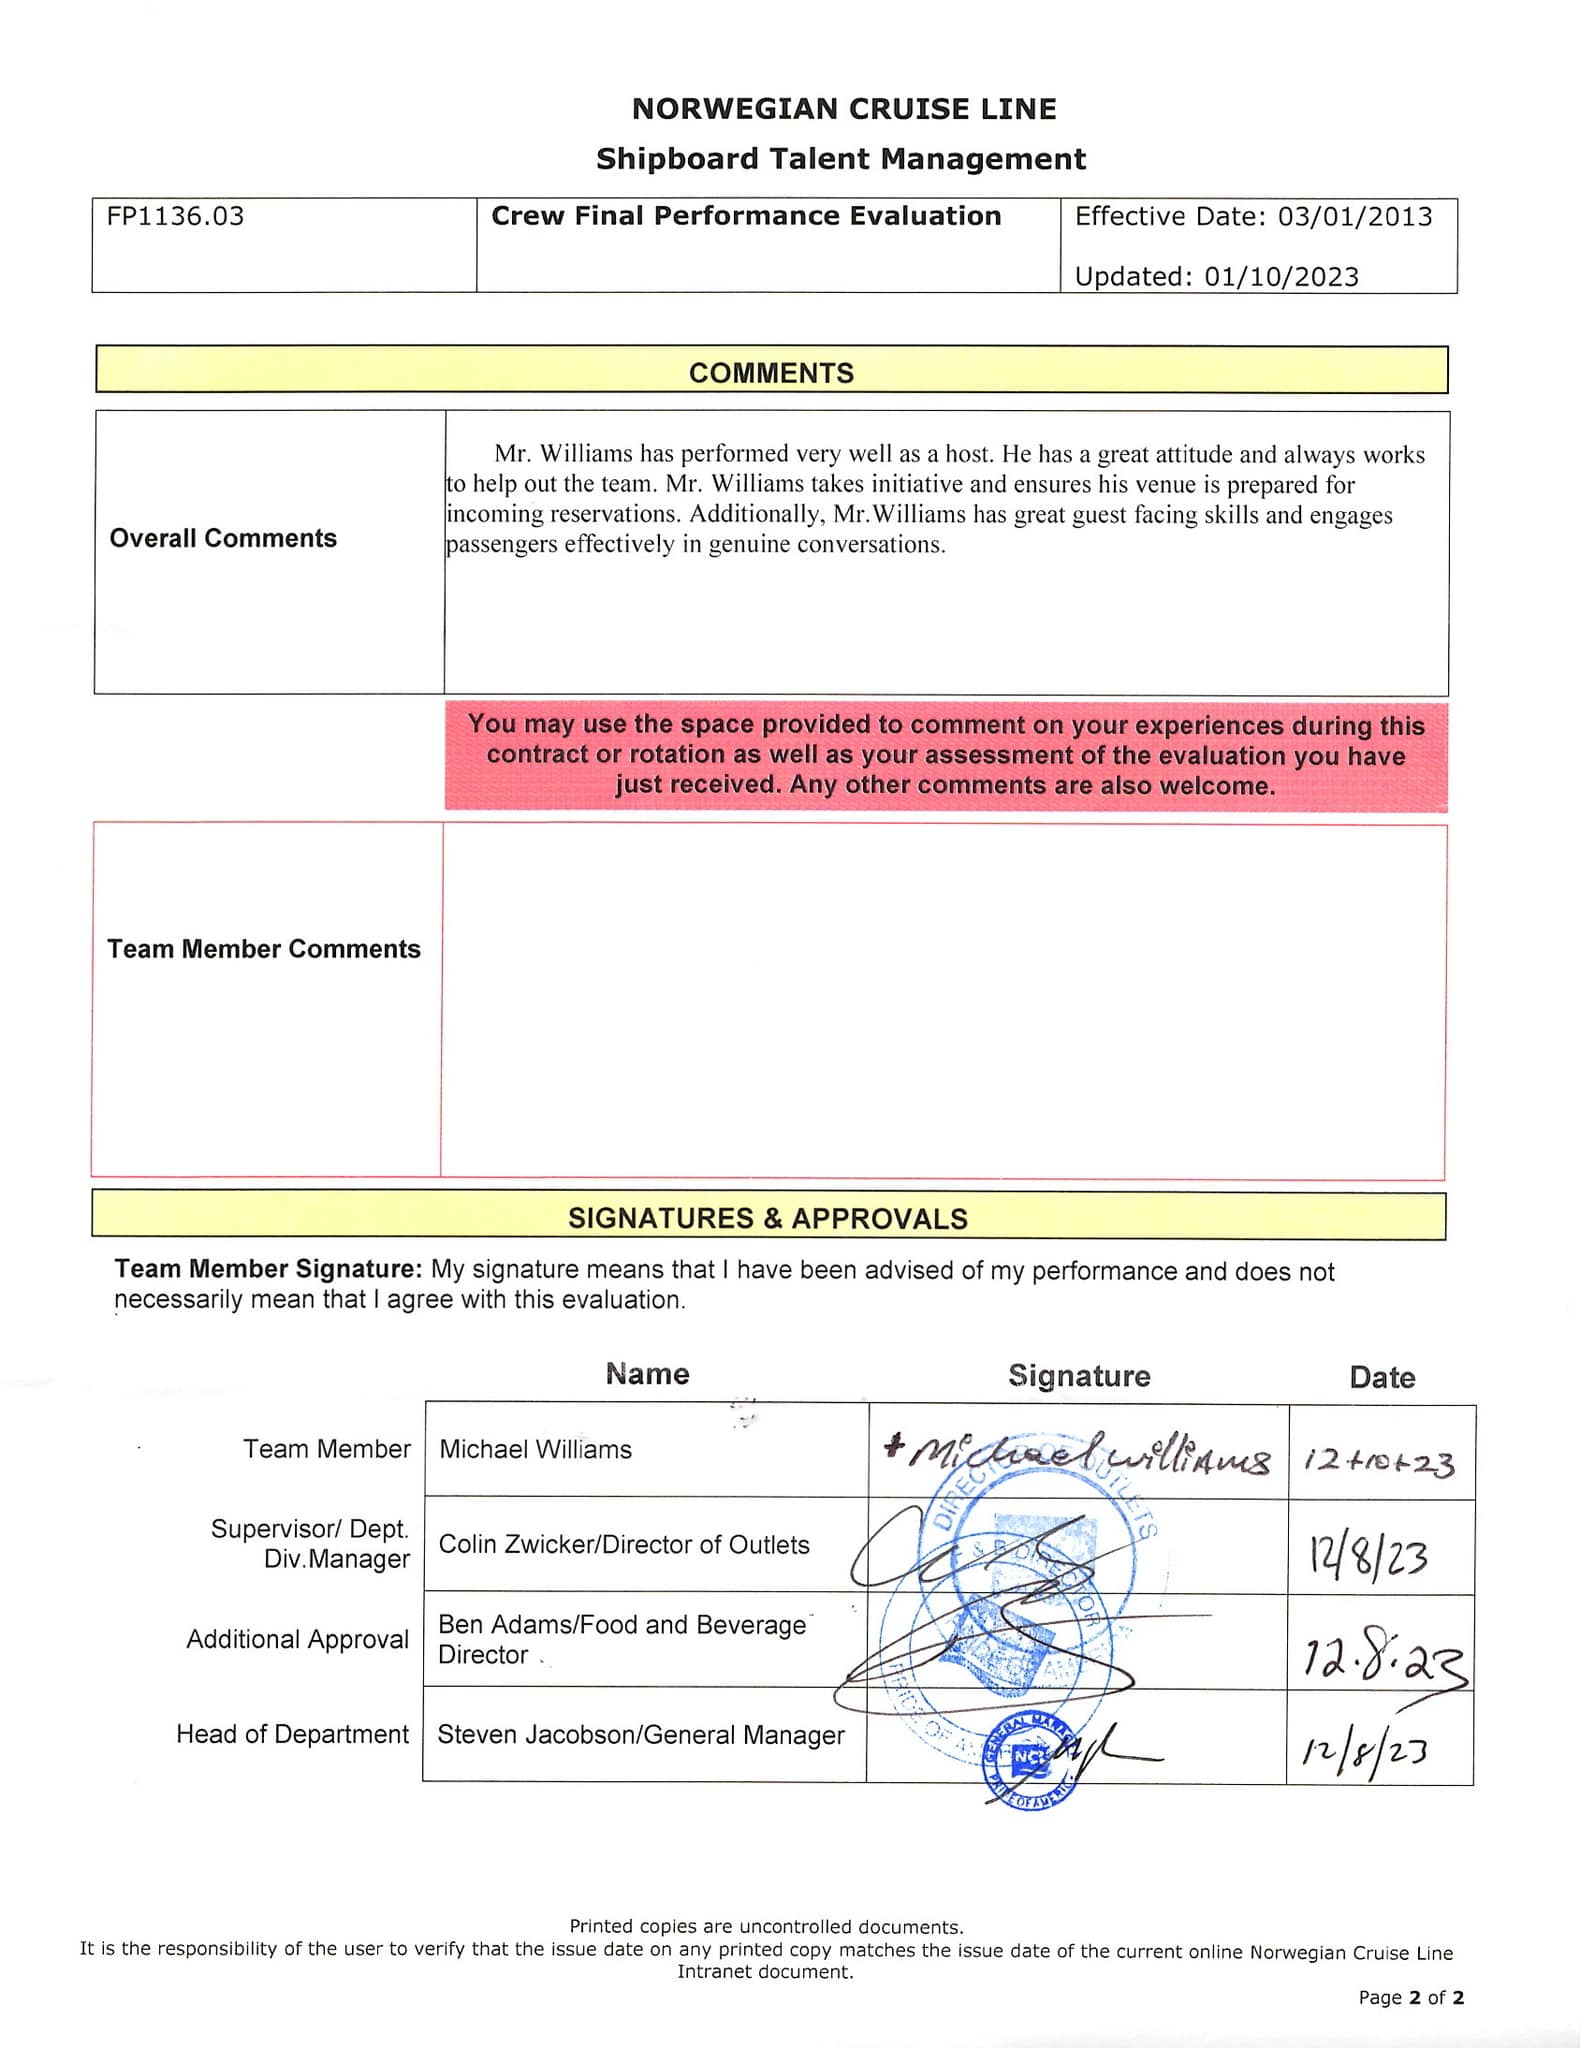 NORWEGIAN CRUISE LINE
Shipboard Talent Management
FP1136.03
Crew Final Performance Evaluation
Effective Date: 03/01/2013
Updated: 01/10/2023
COMMENTS
Overall Comments
Mr. Williams has performed very well as a host. He has a great attitude and always works
to help out the team. Mr. Williams takes initiative and ensures his venue is prepared for
incoming reservations. Additionally, Mr.Williams has great guest facing skills and engages
passengers effectively in genuine conversations.
You may use the space provided to comment on your experiences during this
contract or rotation as well as your assessment of the evaluation you have
just received. Any other comments are also welcome.
Team Member Comments
SIGNATURES & APPROVALS
Team Member Signature: My signature means that I have been advised of my performance and does not
necessarily mean that I agree with this evaluation.
Name
Signature
Date
Team Member
Michael Williams
Michael Williams
12+10+23
Supervisor/ Dept.
Div.Manager
Colin Zwicker/Director of Outlets
DIRECTOR OF OUTLETS
12/8/23
Additional Approval
Ben Adams/Food and Beverage
Director
& B DIRECTOR
PRIDE OF AM
12.8.23
Head of Department
Steven Jacobson/General Manager
GENERAL MANAG
NCL
PRIDE OF AMERIC
12/8/23
Printed copies are uncontrolled documents.
It is the responsibility of the user to verify that the issue date on any printed copy matches the issue date of the current online Norwegian Cruise Line
Intranet document.
Page 2 of 2